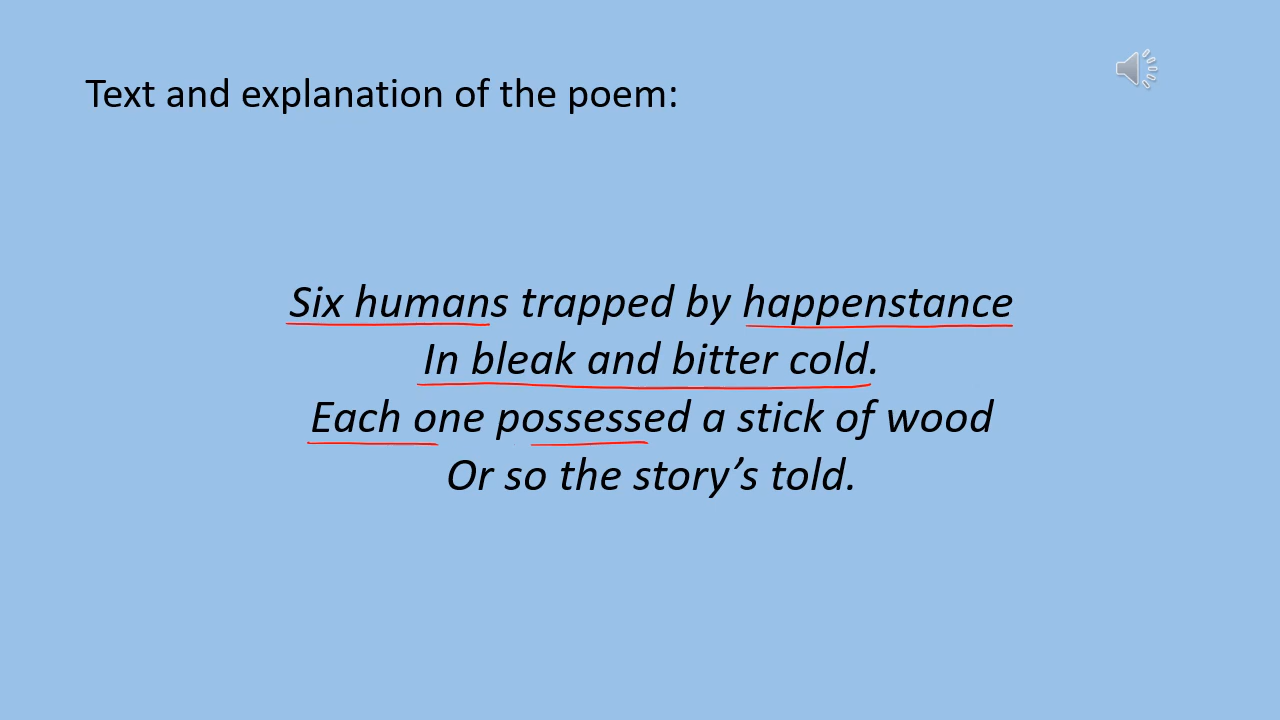 Text and explanation of the poem:
Six humans trapped by happenstance
In bleak and bitter cold.
Each one possessed a stick of wood
Or so the story’s told.